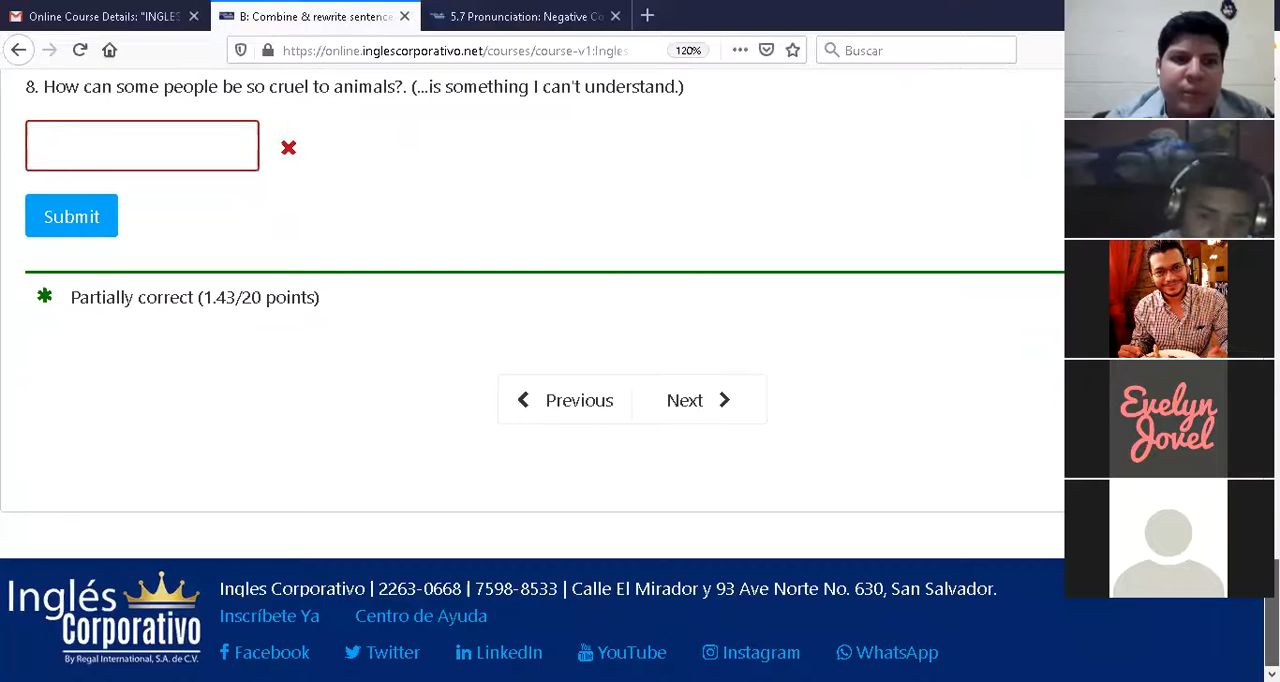 Online Course Details: "INGLES
B: Combine & rewrite sentence
5.7 Pronunciation: Negative Co
https://online.inglescorporativo.net/courses/course-v1:Ingles
120%
Buscar
8. How can some people be so cruel to animals?. (...is something I can't understand.)
Submit
Partially correct (1.43/20 points)
Previous
Next
Evelyn
Jovel
Inglés
Corporativo
By Regal International, S.A. de C.V.
Ingles Corporativo | 2263-0668 | 7598-8533 | Calle El Mirador y 93 Ave Norte No. 630, San Salvador.
Inscríbete Ya
Centro de Ayuda
Facebook
Twitter
LinkedIn
YouTube
Instagram
WhatsApp